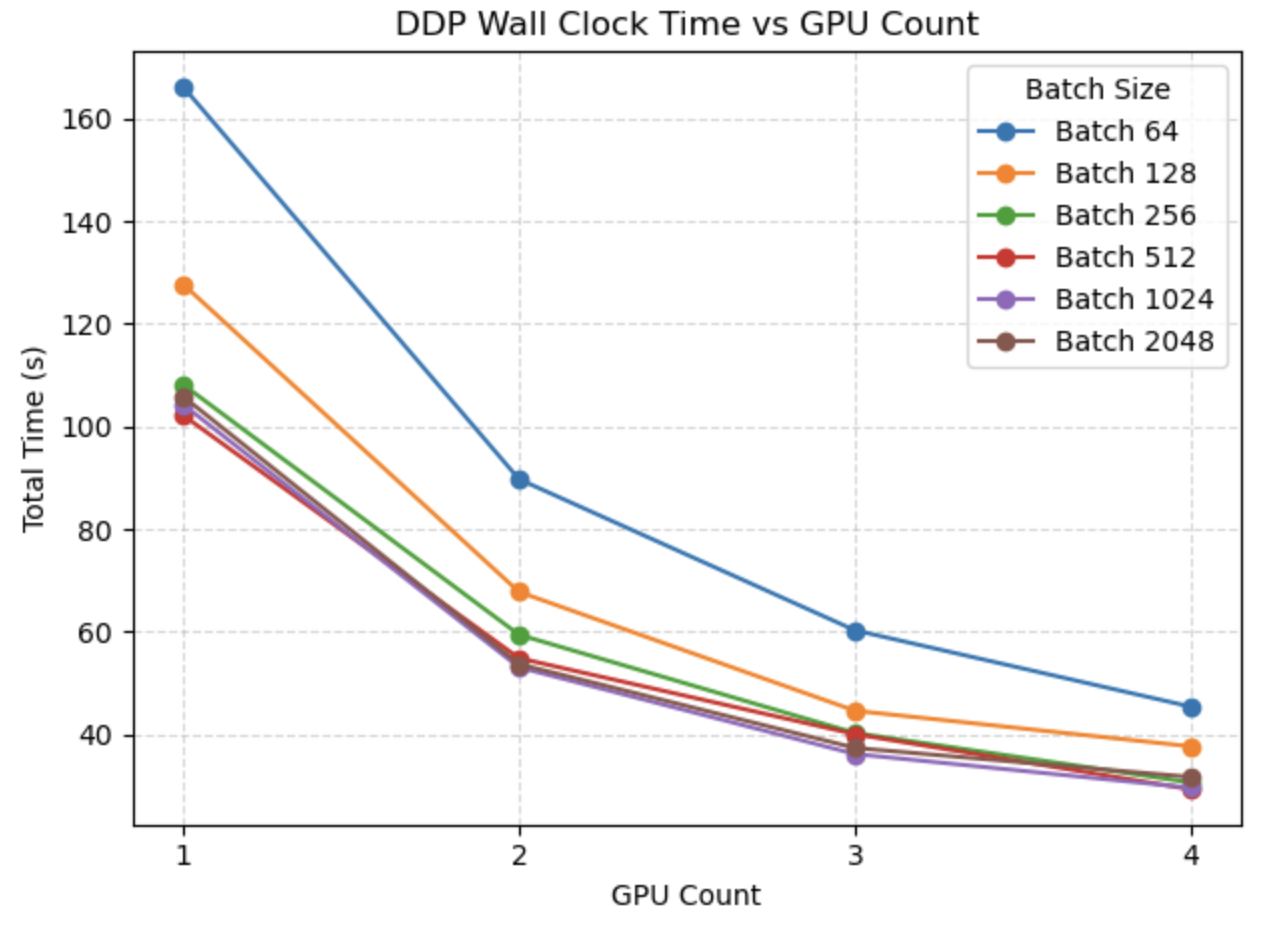 DDP Wall Clock Time vs GPU Count
Batch Size
Batch 64
Batch 128
Batch 256
Batch 512
Batch 1024
Batch 2048
Total Time (s)
160
140
120
100
80
60
40
1 2 3 4
GPU Count